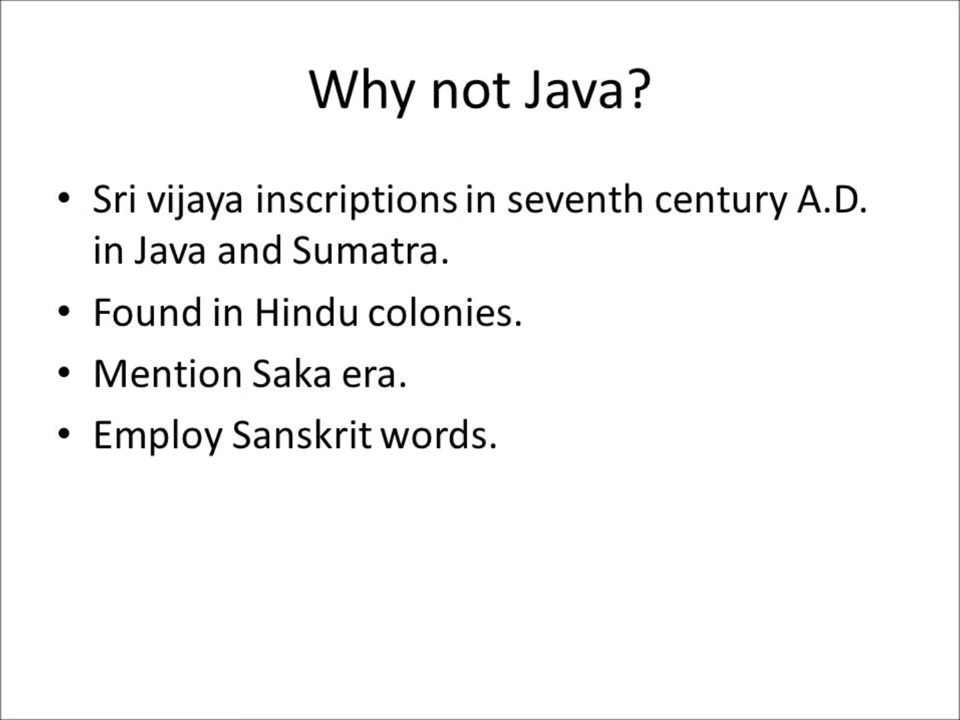 Why not Java?
• Sri vijaya inscriptions in seventh century A.D.
in Java and Sumatra.
• Found in Hindu colonies.
• Mention Saka era.
• Employ Sanskrit words.